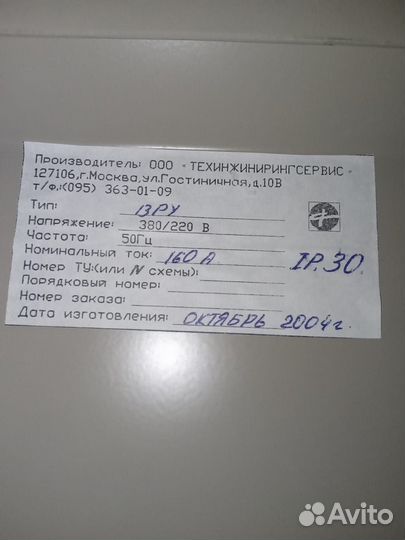 Производитель: ООО "ТЕХИНЖИНИРИНГСЕРВИС"
127106,г.Москва,ул.Гостиничная,д.10В
т/ф.:(095) 363-01-09
Тип: ВРУ
Напряжение: 380/220 В
Частота: 50Гц
Номинальный ток: 160 А
Номер ТУ:(или N схемы): IP.30.
Порядковый номер:
Номер заказа:
Дата изготовления: ОКТЯБРЬ 2004г.
Avito